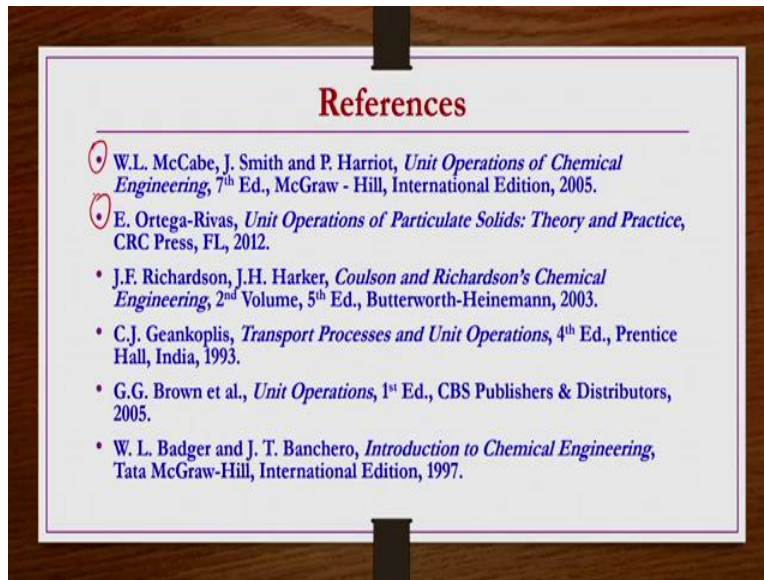 References
• W.L. McCabe, J. Smith and P. Harriot, Unit Operations of Chemical
Engineering, 7th Ed., McGraw - Hill, International Edition, 2005.
• E. Ortega-Rivas, Unit Operations of Particulate Solids: Theory and Practice,
CRC Press, FL, 2012.
• J.F. Richardson, J.H. Harker, Coulson and Richardson's Chemical
Engineering, 2nd Volume, 5th Ed., Butterworth-Heinemann, 2003.
• C.J. Geankoplis, Transport Processes and Unit Operations, 4th Ed., Prentice
Hall, India, 1993.
• G.G. Brown et al., Unit Operations, 1st Ed., CBS Publishers & Distributors,
2005.
• W. L. Badger and J. T. Banchero, Introduction to Chemical Engineering,
Tata McGraw-Hill, International Edition, 1997.